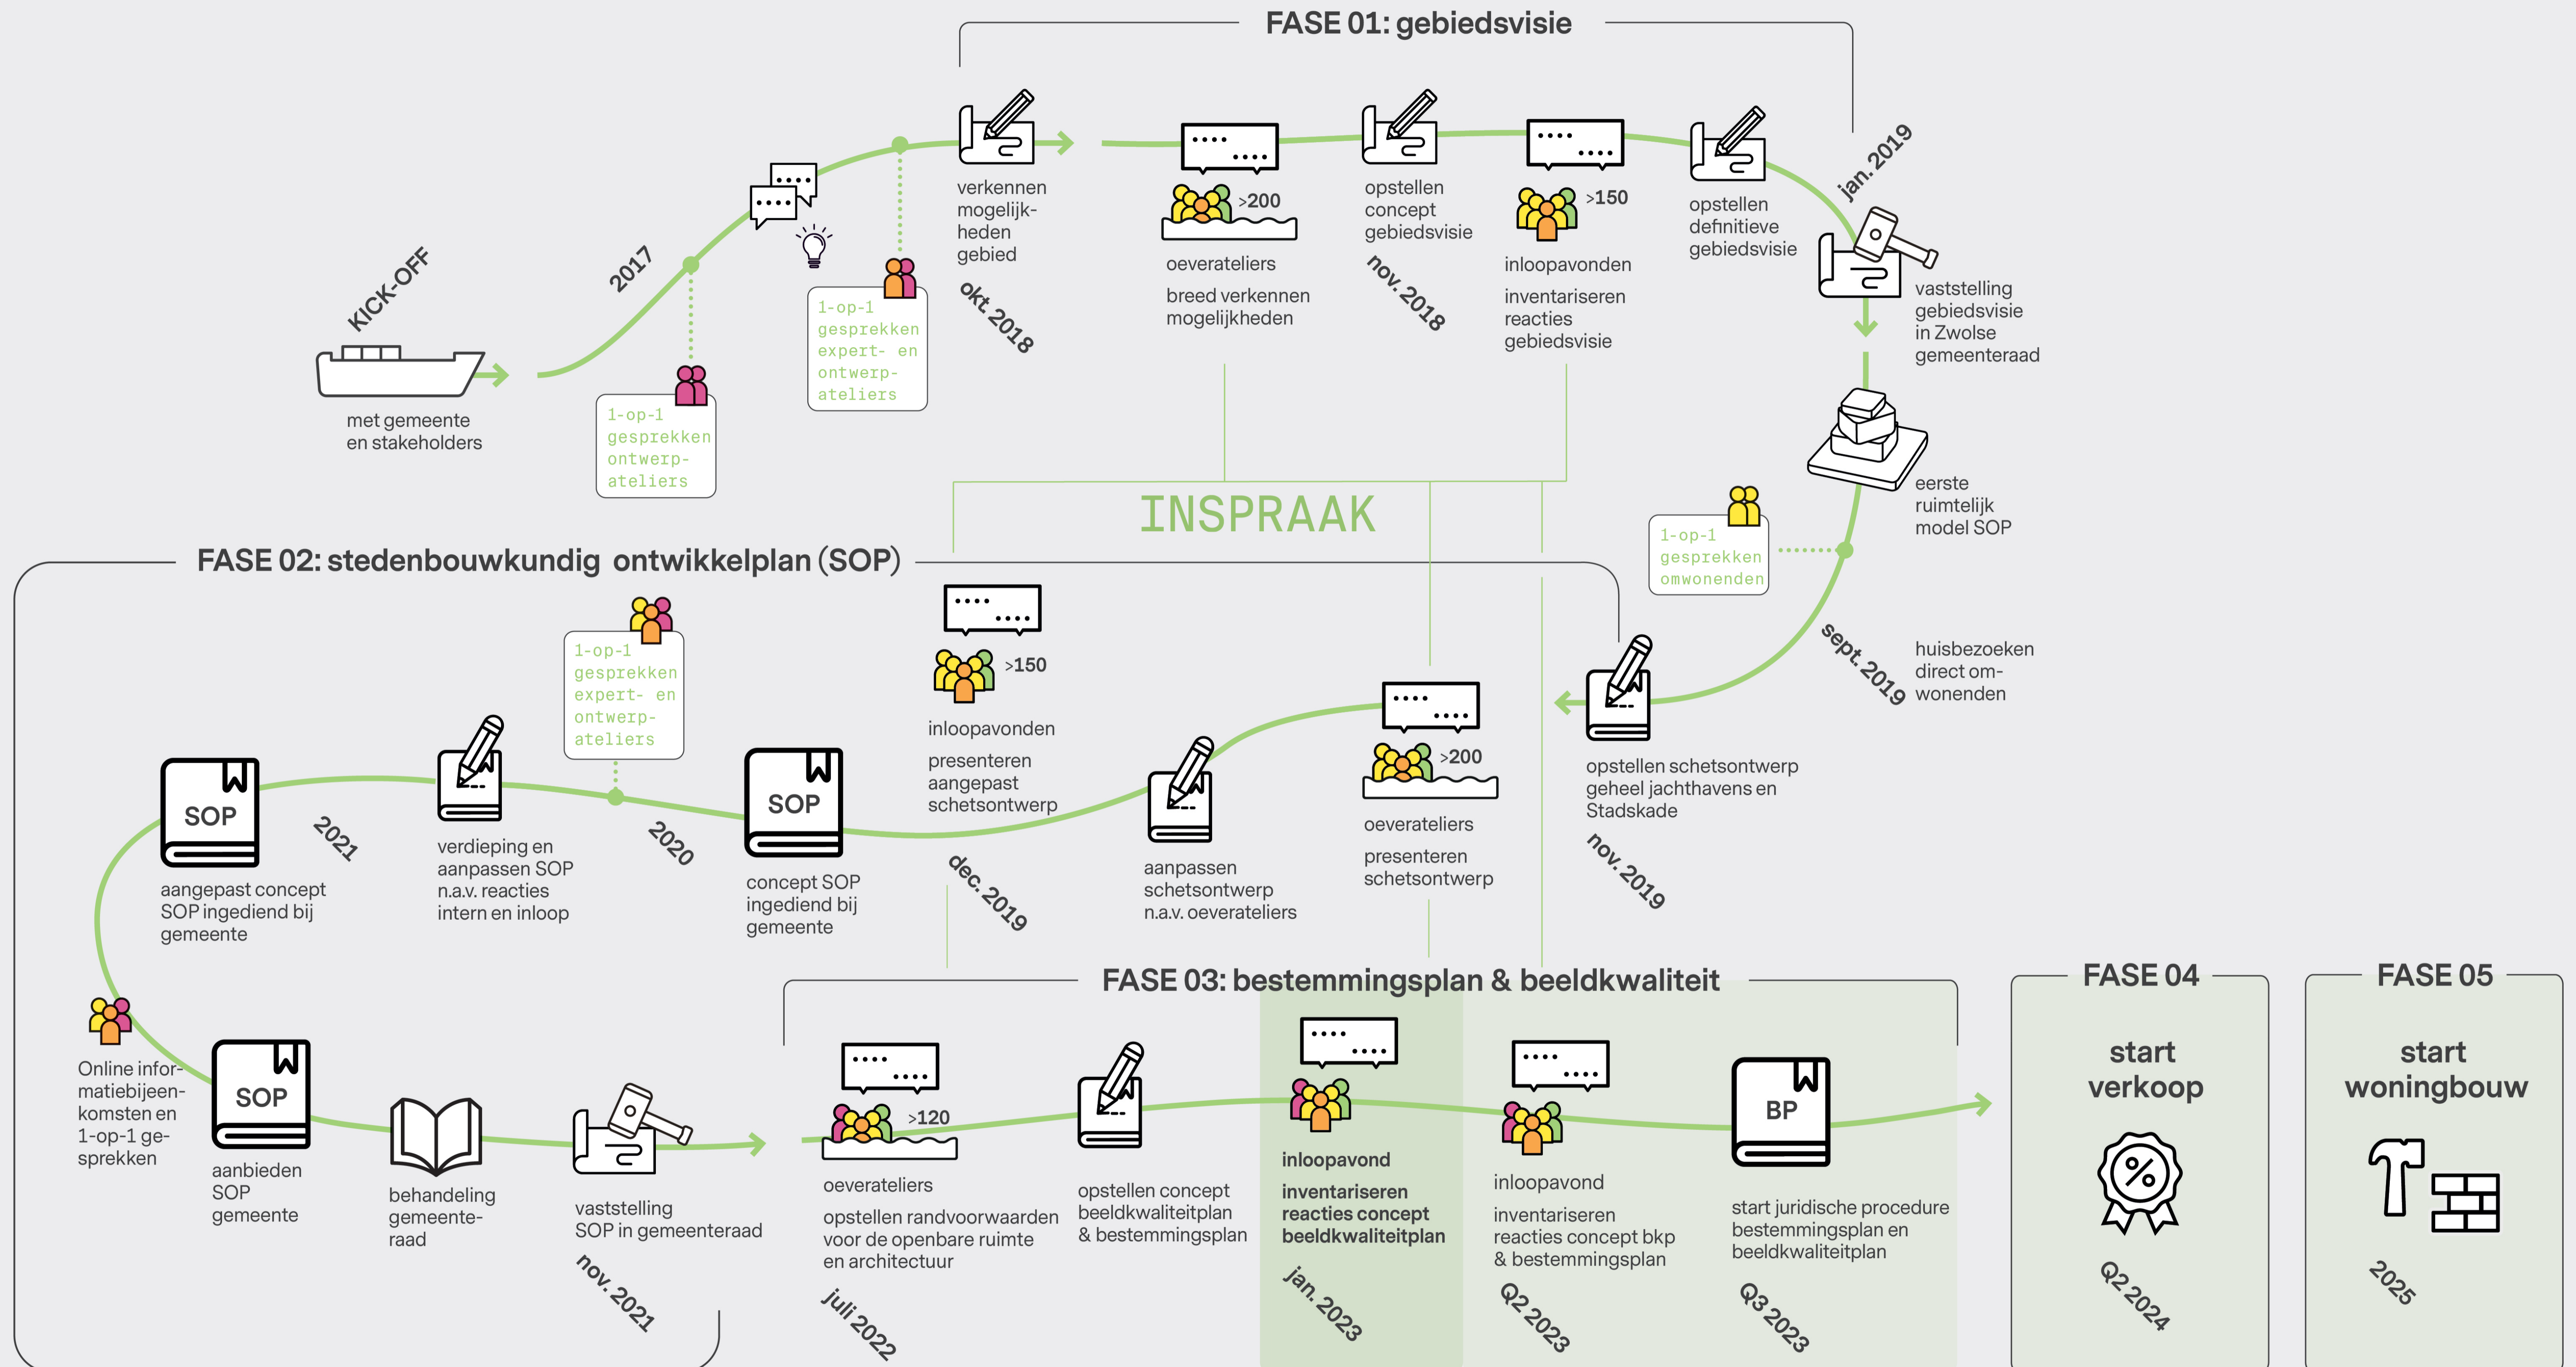 FASE 01: gebiedsvisie
KICK-OFF
met gemeente
en stakeholders
2017
1-op-1
gesprekken
ontwerp-
ateliers
1-op-1
gesprekken
expert- en
ontwerp-
ateliers
verkennen
mogelijk-
heden
gebied
okt. 2018
>200
oeverateliers
breed verkennen
mogelijkheden
opstellen
concept
gebiedsvisie
nov. 2018
>150
inloopavonden
inventariseren
reacties
gebiedsvisie
opstellen
definitieve
gebiedsvisie
jan. 2019
vaststelling
gebiedsvisie
in Zwolse
gemeenteraad
eerste
ruimtelijk
model SOP
1-op-1
gesprekken
omwonenden
sept. 2019
huisbezoeken
direct om-
wonenden
INSPRAAK
FASE 02: stedenbouwkundig ontwikkelplan (SOP)
opstellen schetsontwerp
geheel jachthavens en
Stadskade
nov. 2019
>200
oeverateliers
presenteren
schetsontwerp
aanpassen
schetsontwerp
n.a.v. oeverateliers
>150
inloopavonden
presenteren
aangepast
schetsontwerp
dec. 2019
SOP
concept SOP
ingediend bij
gemeente
2020
1-op-1
gesprekken
expert- en
ontwerp-
ateliers
verdieping en
aanpassen SOP
n.a.v. reacties
intern en inloop
2021
SOP
aangepast concept
SOP ingediend bij
gemeente
Online infor-
matiebijeen-
komsten en
1-op-1 ge-
sprekken
SOP
aanbieden
SOP
gemeente
behandeling
gemeente-
raad
vaststelling
SOP in gemeenteraad
nov. 2021
FASE 03: bestemmingsplan & beeldkwaliteit
>120
oeverateliers
opstellen randvoorwaarden
voor de openbare ruimte
en architectuur
juli 2022
opstellen concept
beeldkwaliteitplan
& bestemmingsplan
inloopavond
inventariseren
reacties concept
beeldkwaliteitplan
jan. 2023
inloopavond
inventariseren
reacties concept bkp
& bestemmingsplan
Q2 2023
BP
start juridische procedure
bestemmingsplan en
beeldkwaliteitplan
Q3 2023
FASE 04
start
verkoop
%
Q2 2024
FASE 05
start
woningbouw
2025